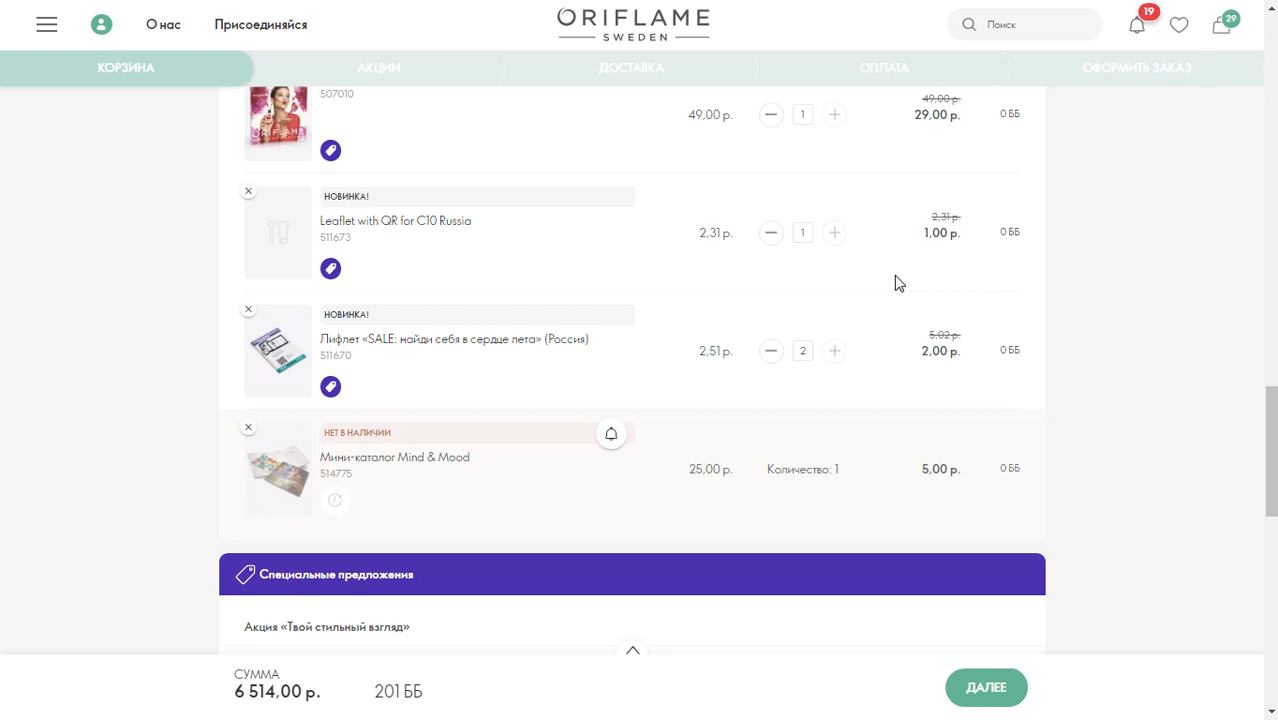 О нас
Присоединяйся
ORIFLAME
SWEDEN
Поиск
19
29
КОРЗИНА
АКЦИИ
ДОСТАВКА
ОПЛАТА
ОФОРМИТЬ ЗАКАЗ
ORIFLAME
507010
49,00 р.
1
49,00 р.
29,00 р.
0 ББ
НОВИНКА!
Leaflet with QR for C10 Russia
511673
2,31 р.
1
2,31 р.
1,00 р.
0 ББ
НОВИНКА!
Лифлет «SALE: найди себя в сердце лета» (Россия)
511670
2,51 р.
2
5,02 р.
2,00 р.
0 ББ
НЕТ В НАЛИЧИИ
Мини-каталог Mind & Mood
514775
25,00 р.
Количество: 1
5,00 р.
0 ББ
Специальные предложения
Акция «Твой стильный взгляд»
СУММА
6 514,00 р.
201 ББ
ДАЛЕЕ